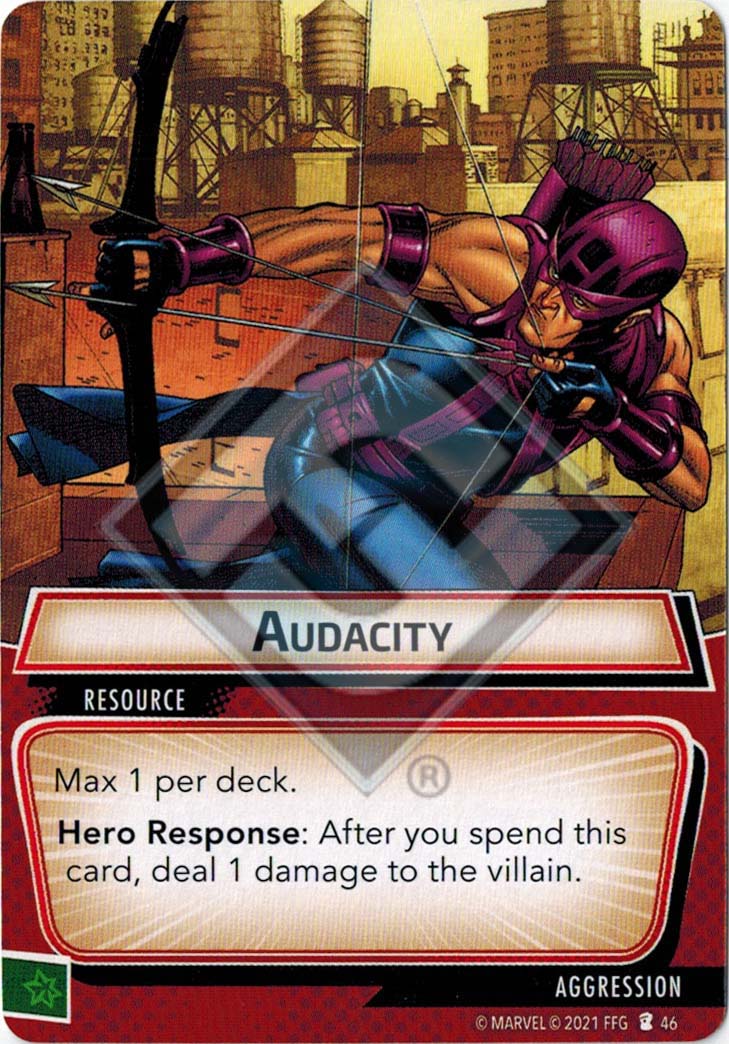 AUDACITY
RESOURCE
Max 1 per deck.
Hero Response: After you spend this
card, deal 1 damage to the villain.
AGGRESSION
© MARVEL © 2021 FFG 46
®